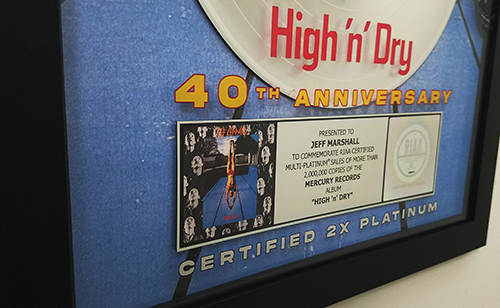 High 'n' Dry
40TH ANNIVERSARY
PRESENTED TO
JEFF MARSHALL
TO COMMEMORATE RIAA CERTIFIED
MULTI-PLATINUM SALES OF MORE THAN
2,000,000 COPIES OF THE
MERCURY RECORDS
ALBUM
"HIGH 'n' DRY"
RIAA
CERTIFIED 2X PLATINUM